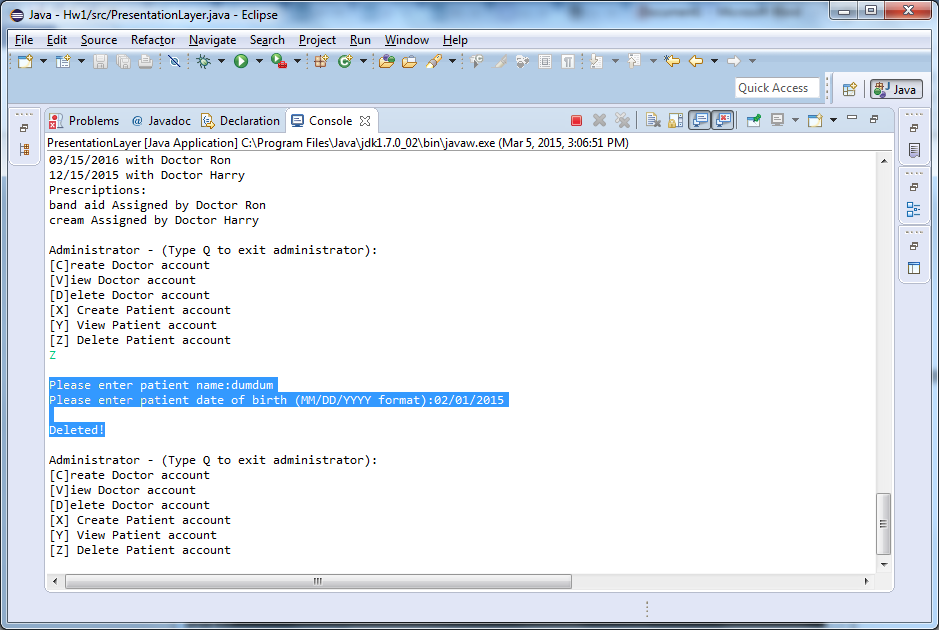 Java - Hw1/src/PresentationLayer.java - Eclipse
File Edit Source Refactor Navigate Search Project Run Window Help
Quick Access
Java
Problems @ Javadoc Declaration Console
PresentationLayer [Java Application] C:\Program Files\Java\jdk1.7.0_02\bin\javaw.exe (Mar 5, 2015, 3:06:51 PM)
03/15/2016 with Doctor Ron
12/15/2015 with Doctor Harry
Prescriptions:
band aid Assigned by Doctor Ron
cream Assigned by Doctor Harry
Administrator - (Type Q to exit administrator):
[C]reate Doctor account
[V]iew Doctor account
[D]elete Doctor account
[X] Create Patient account
[Y] View Patient account
[Z] Delete Patient account
Z
Please enter patient name:dumdum
Please enter patient date of birth (MM/DD/YYYY format):02/01/2015
Deleted!
Administrator - (Type Q to exit administrator):
[C]reate Doctor account
[V]iew Doctor account
[D]elete Doctor account
[X] Create Patient account
[Y] View Patient account
[Z] Delete Patient account